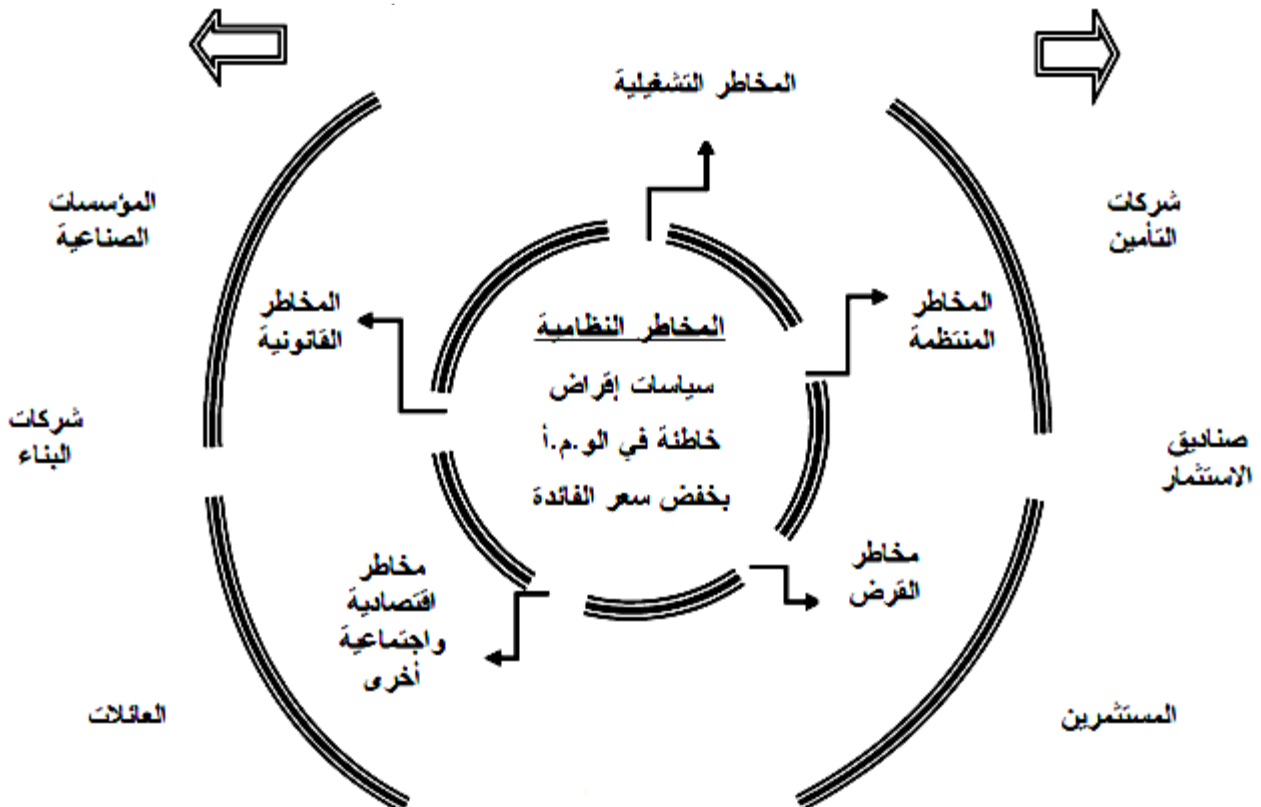 المخاطر التشغيلية
شركات
التأمين
المؤسسات
الصناعية
المخاطر
المنتظمة
المخاطر النظامية
سياسات إقراض
خاطئة في الو.م.أ
بخفض سعر الفائدة
المخاطر
القانونية
صناديق
الاستثمار
شركات
البناء
مخاطر
القرض
مخاطر
اقتصادية
واجتماعية
أخرى
المستثمرين
العائلات